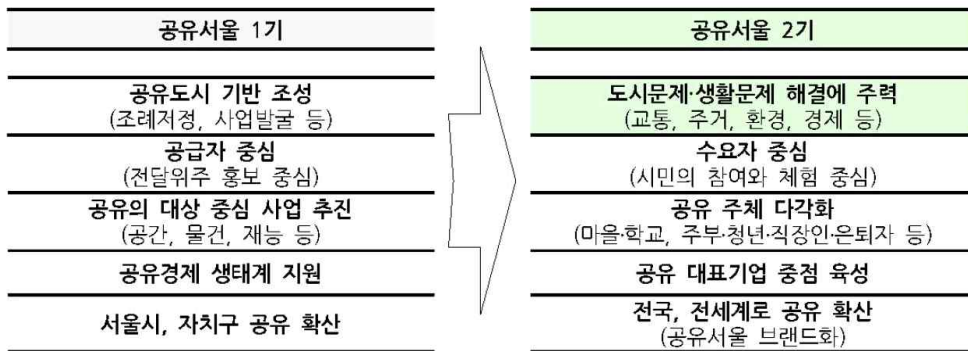 공유서울 1기
공유도시 기반 조성
(조례저정, 사업발굴 등)
공급자 중심
(전달위주 홍보 중심)
공유의 대상 중심 사업 추진
(공간, 물건, 재능 등)
공유경제 생태계 지원
서울시, 자치구 공유 확산
공유서울 2기
도시문제·생활문제 해결에 주력
(교통, 주거, 환경, 경제 등)
수요자 중심
(시민의 참여와 체험 중심)
공유 주체 다각화
(마을·학교, 주부·청년·직장인·은퇴자 등)
공유 대표기업 중점 육성
전국, 전세계로 공유 확산
(공유서울 브랜드화)